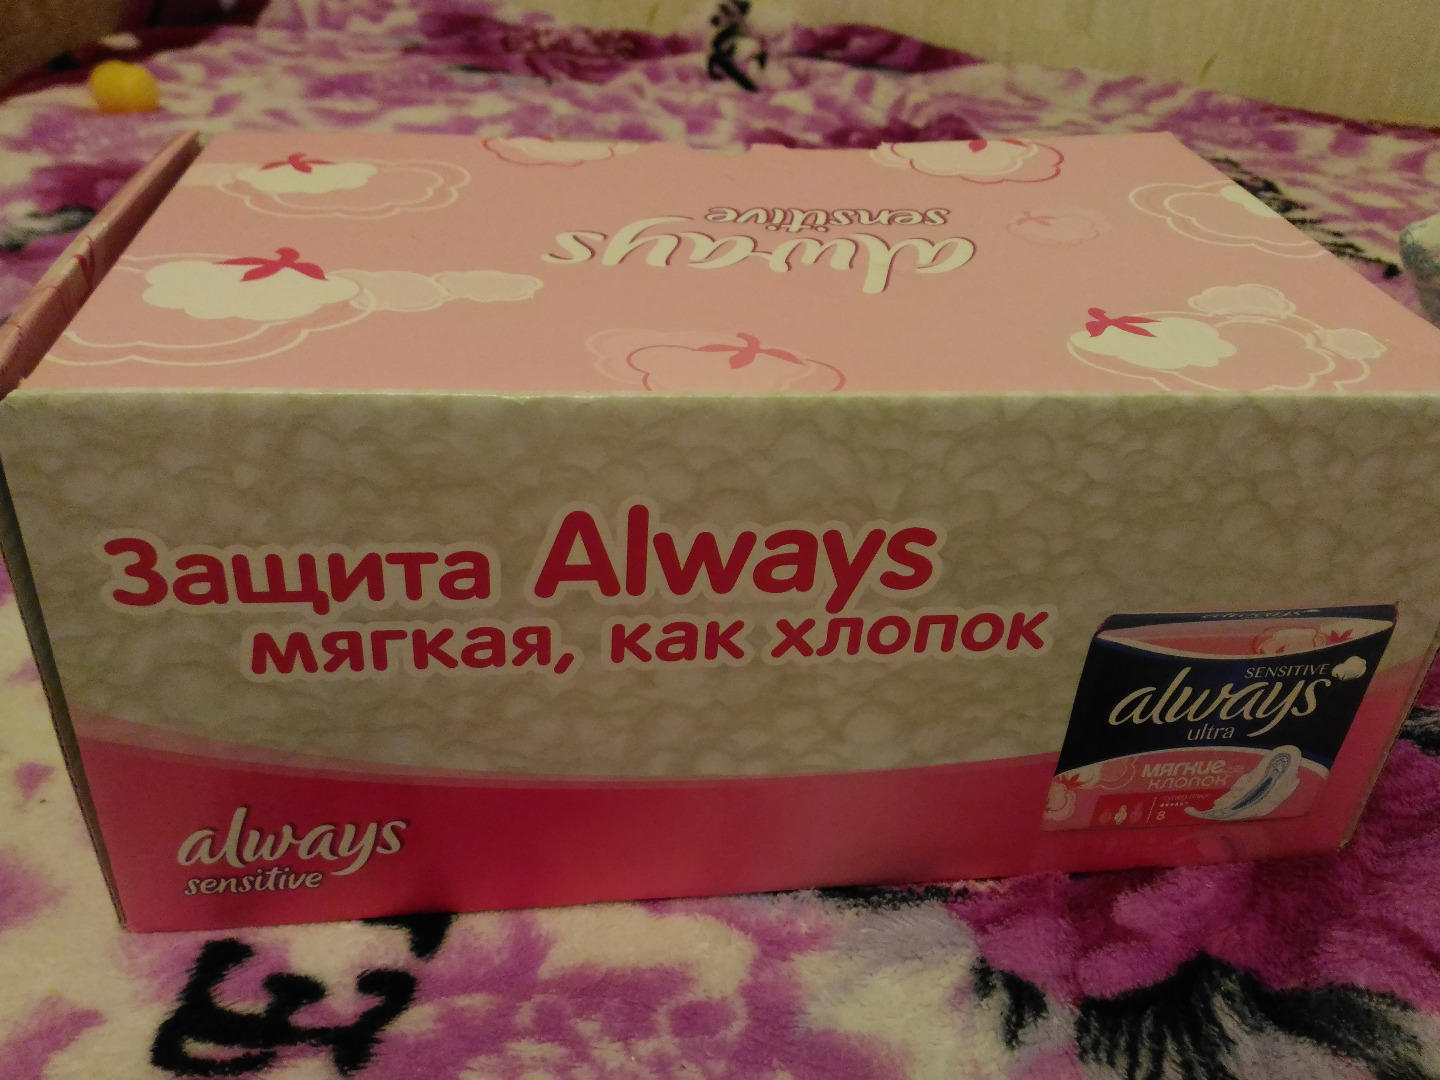 always
sensitive
Защита Always
мягкая, как хлопок
always
sensitive
SENSITIVE
always
ultra
МЯГКИЕ
ХЛОПОК
8